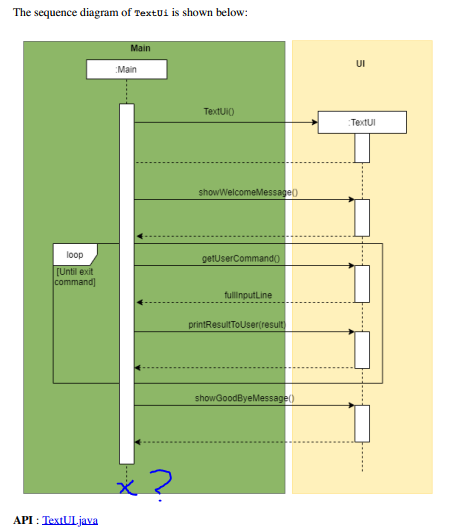 The sequence diagram of TextUi is shown below:
Main
UI
:Main
TextUi()
:TextUI
showWelcomeMessage()
loop
[Until exit
command]
getUserCommand()
fullInputLine
printResultToUser(result)
showGoodByeMessage()
x ?
API : TextUI.java